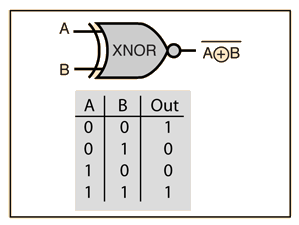 A
XNOR
A⊕B
B
A B Out
0 0 1
0 1 0
1 0 0
1 1 1